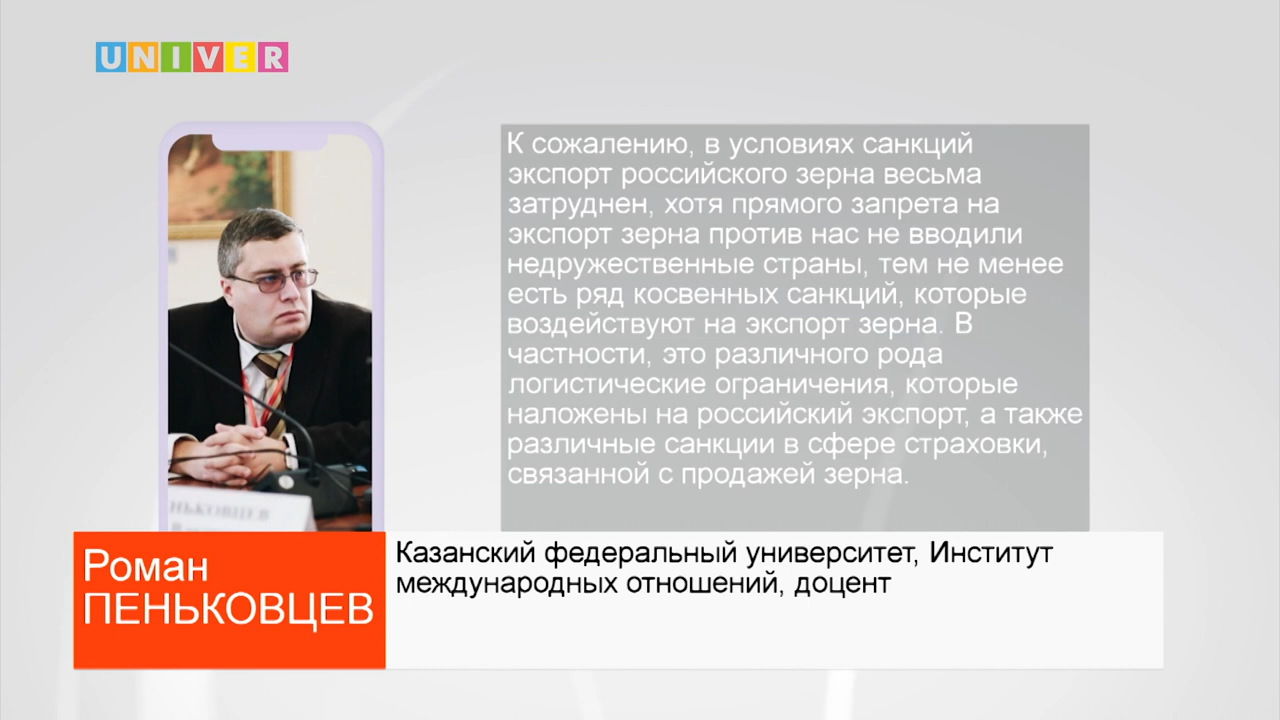 UNIVER
К сожалению, в условиях санкций
экспорт российского зерна весьма
затруднен, хотя прямого запрета на
экспорт зерна против нас не вводили
недружественные страны, тем не менее
есть ряд косвенных санкций, которые
воздействуют на экспорт зерна. В
частности, это различного рода
логистические ограничения, которые
наложены на российский экспорт, а также
различные санкции в сфере страховки,
связанной с продажей зерна.
НЬКОВЦЕВ
Роман
ПЕНЬКОВЦЕВ
Казанский федеральный университет, Институт
международных отношений, доцент